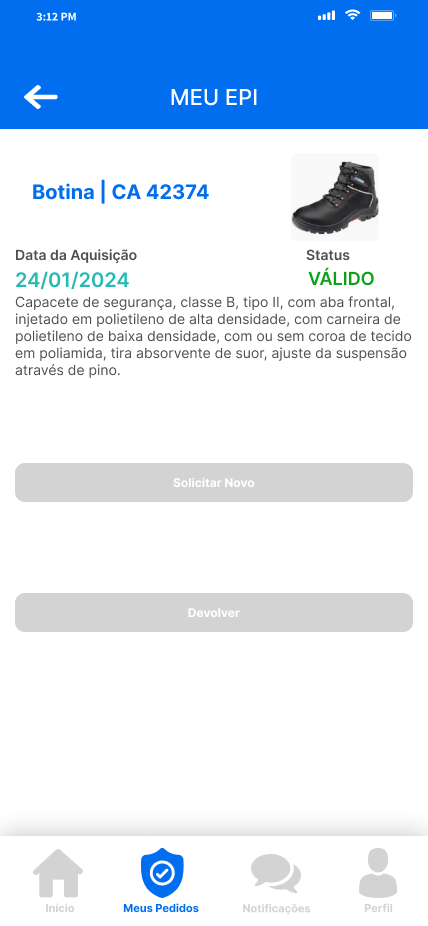 3:12 PM
MEU EPI
Botina | CA 42374
Data da Aquisição
Status
24/01/2024
VÁLIDO
Capacete de segurança, classe B, tipo II, com aba frontal,
injetado em polietileno de alta densidade, com carneira de
polietileno de baixa densidade, com ou sem coroa de tecido
em poliamida, tira absorvente de suor, ajuste da suspensão
através de pino.
Solicitar Novo
Devolver
Início
Meus Pedidos
Notificações
Perfil